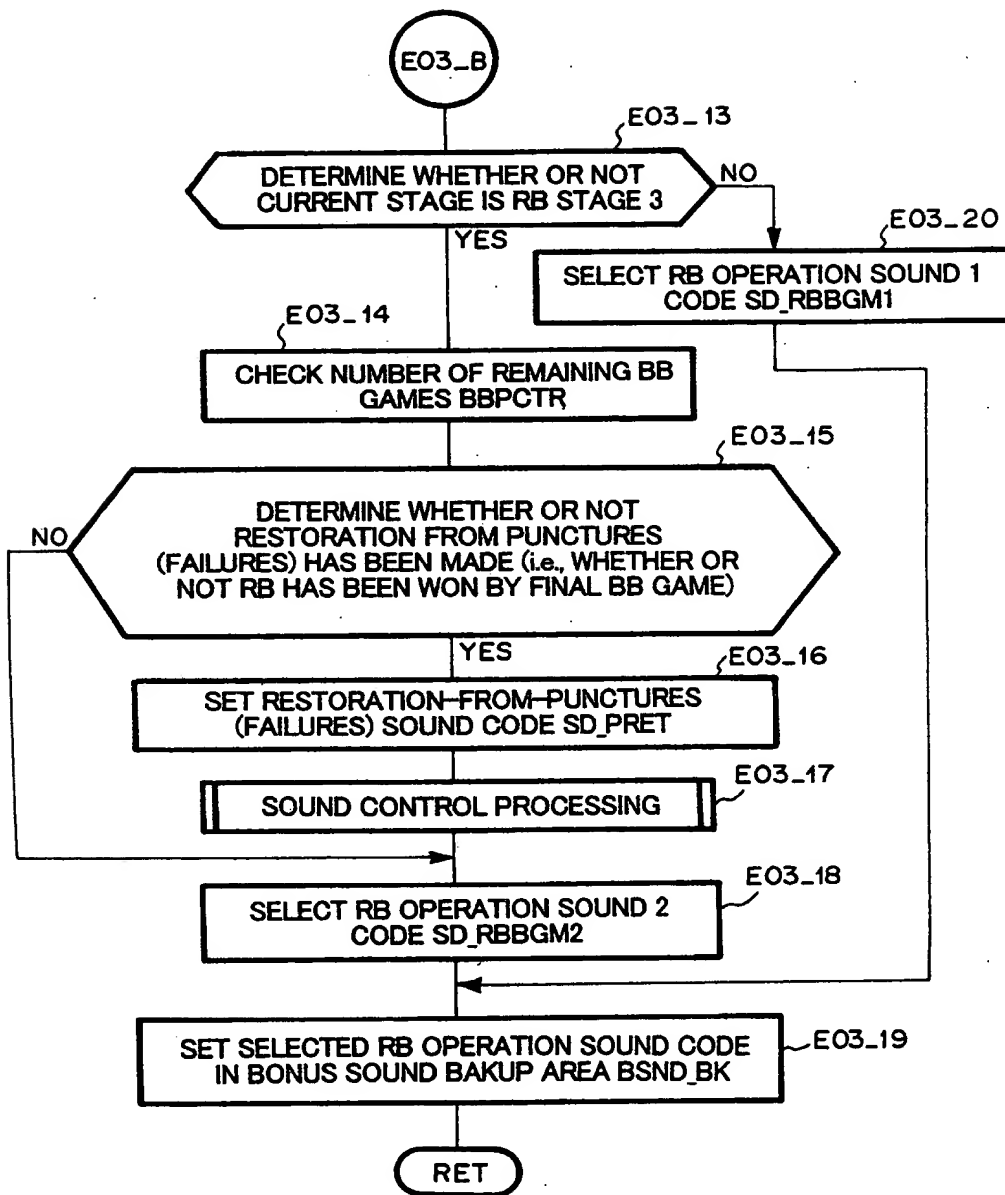 E03_B
E03_13
DETERMINE WHETHER OR NOT
CURRENT STAGE IS RB STAGE 3
NO
YES
E03_20
SELECT RB OPERATION SOUND 1
CODE SD_RBBGM1
E03_14
CHECK NUMBER OF REMAINING BB
GAMES BBPCTR
E03_15
DETERMINE WHETHER OR NOT
RESTORATION FROM PUNCTURES
(FAILURES) HAS BEEN MADE (i.e., WHETHER OR
NOT RB HAS BEEN WON BY FINAL BB GAME)
NO
YES
E03_16
SET RESTORATION-FROM-PUNCTURES
(FAILURES) SOUND CODE SD_PRET
E03_17
SOUND CONTROL PROCESSING
E03_18
SELECT RB OPERATION SOUND 2
CODE SD_RBBGM2
E03_19
SET SELECTED RB OPERATION SOUND CODE
IN BONUS SOUND BAKUP AREA BSND_BK
RET